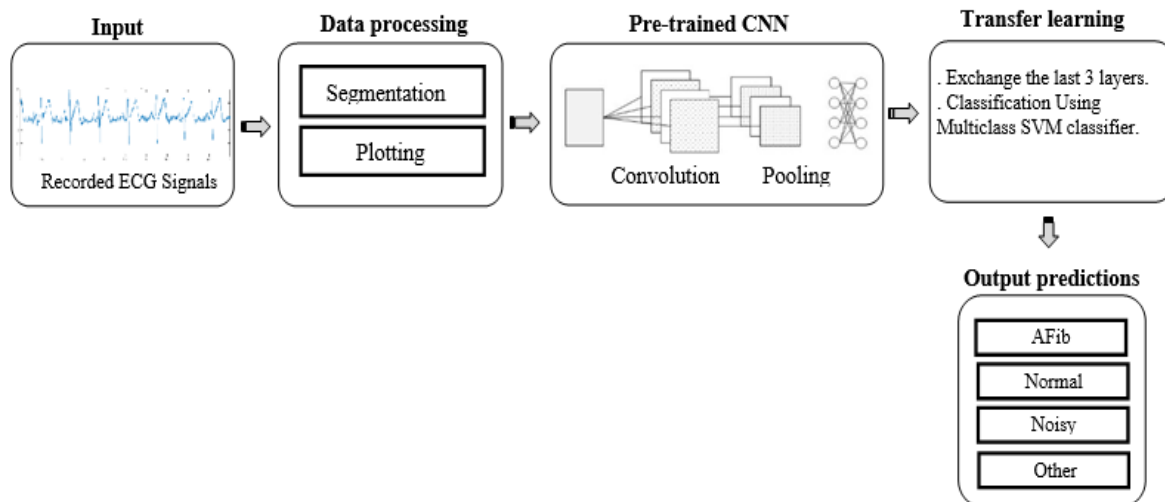 Input
Recorded ECG Signals
Data processing
Segmentation
Plotting
Pre-trained CNN
Convolution
Pooling
Transfer learning
. Exchange the last 3 layers.
. Classification Using
Multiclass SVM classifier.
Output predictions
AFib
Normal
Noisy
Other